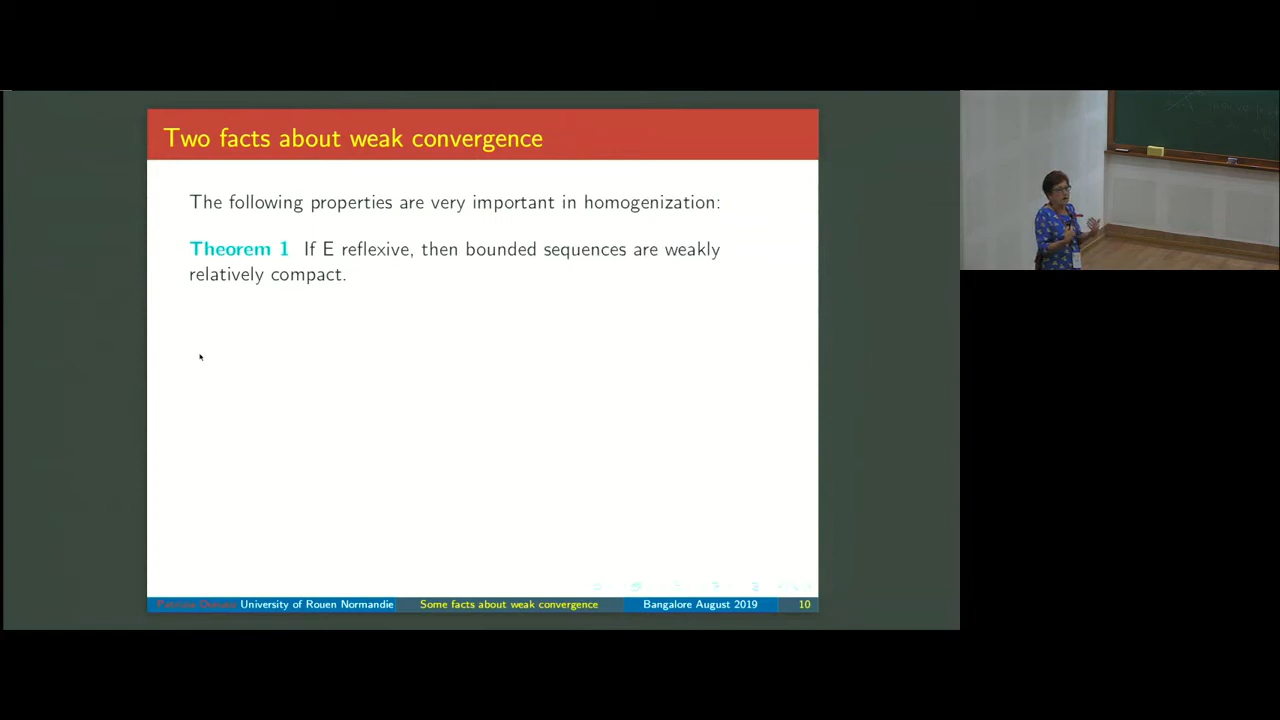 Two facts about weak convergence
The following properties are very important in homogenization:
Theorem 1 If E reflexive, then bounded sequences are weakly
relatively compact.
University of Rouen Normandie Some facts about weak convergence Bangalore August 2019 10